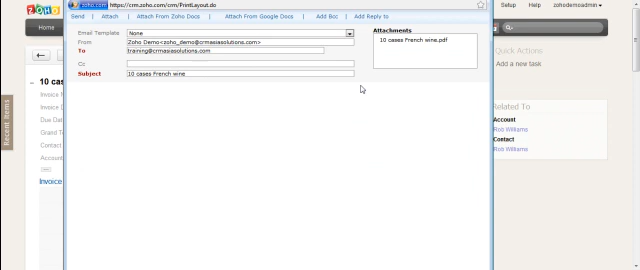 zoho.com https://crm.zoho.com/crm/PrintLayout.do
Send | Attach | Attach From Zoho Docs | Attach From Google Docs | Add Bcc | Add Reply to
Email Template None
From Zoho Demo<zoho_demo@crmasiasolutions.com>
To training@crmasiasolutions.com
Cc
Subject 10 cases French wine
Attachments
10 cases French wine.pdf
ZOHO
Home
Setup Help zohodemoadmin
Quick Actions
Add a new task
10 cas
Invoice
Invoice
Due Dat
Grand T
Contact
Account
Invoice
Recent Items
Related To
Account
Rob Williams
Contact
Rob Williams